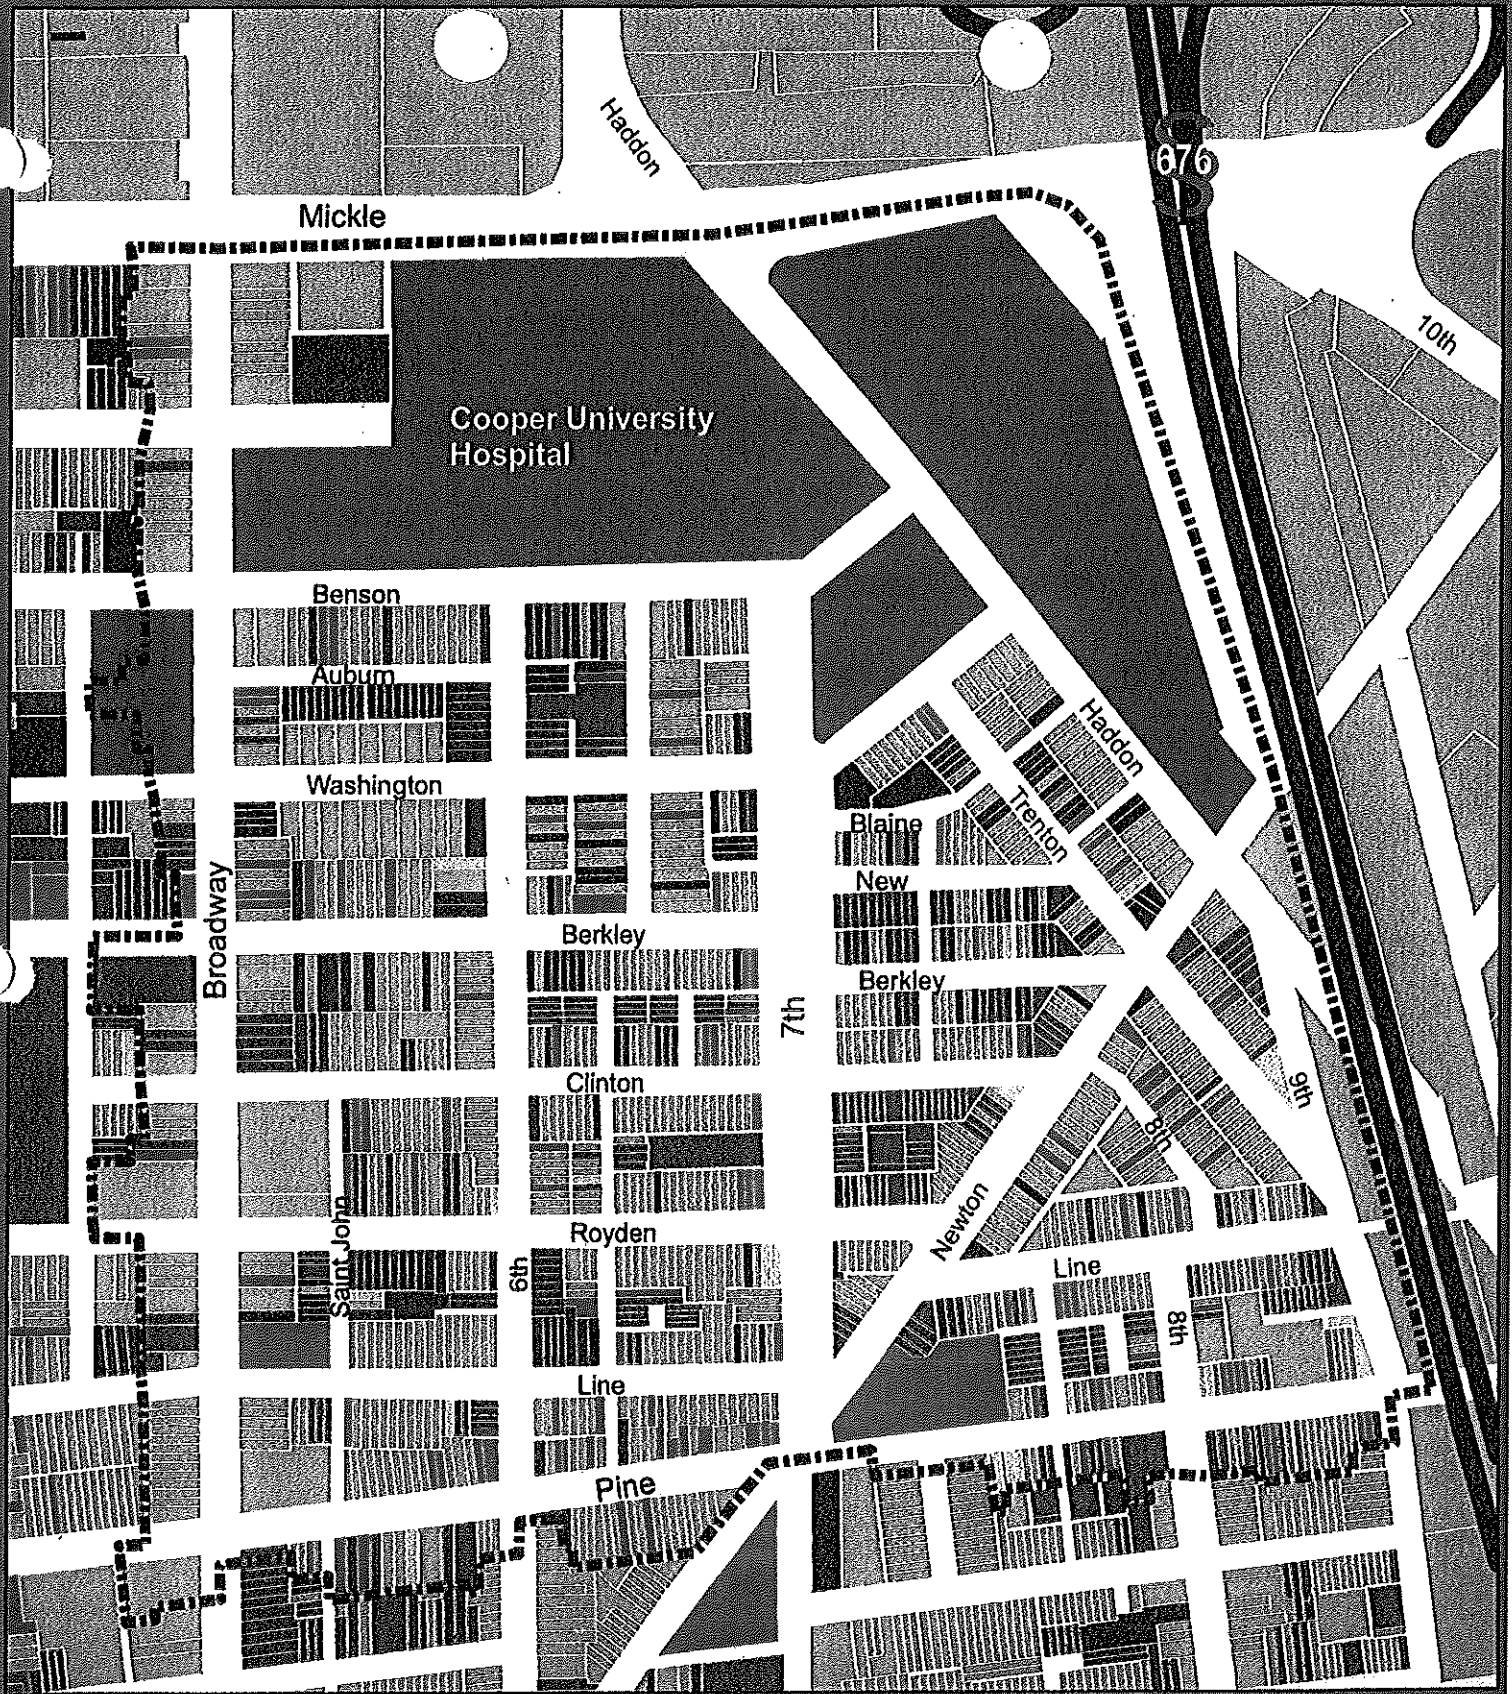 Haddon
676
Mickle
10th
Cooper University
Hospital
Benson
Auburn
Haddon
Washington
Trenton
Blaine
New
Broadway
Berkley
Berkley
7th
Clinton
9th
8th
Saint John
Newton
Royden
6th
Line
8th
Line
Pine